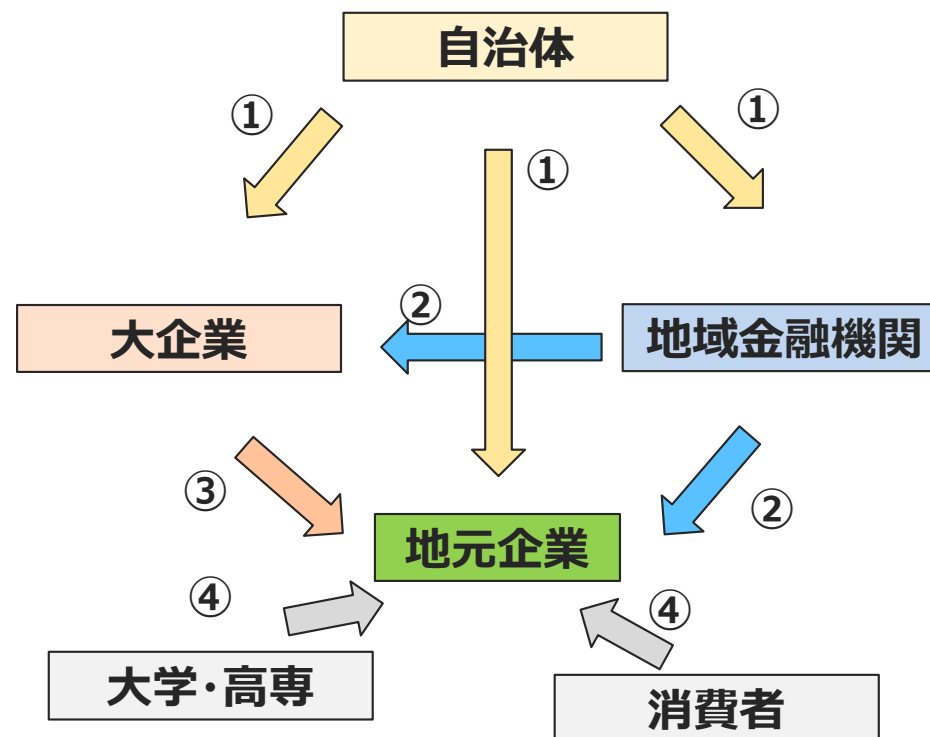 自治体
①
①
①
②
大企業
地域金融機関
③
②
地元企業
④
④
大学・高専
消費者